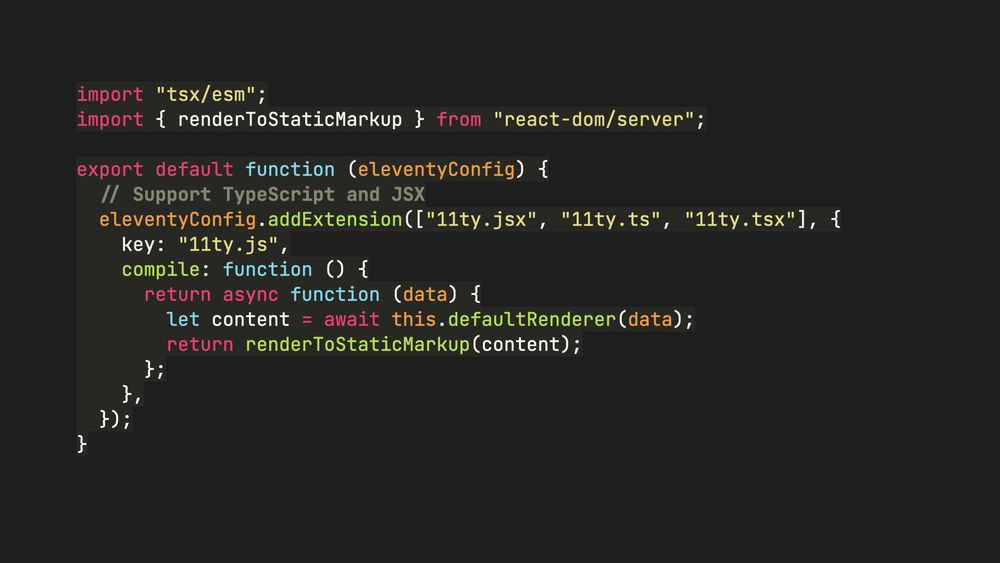 import "tsx/esm";
import { renderToStaticMarkup } from "react-dom/server";

export default function (eleventyConfig) {
  // Support TypeScript and JSX
  eleventyConfig.addExtension(["11ty.jsx", "11ty.ts", "11ty.tsx"], {
    key: "11ty.js",
    compile: function () {
      return async function (data) {
        let content = await this.defaultRenderer(data);
        return renderToStaticMarkup(content);
      };
    },
  });
}